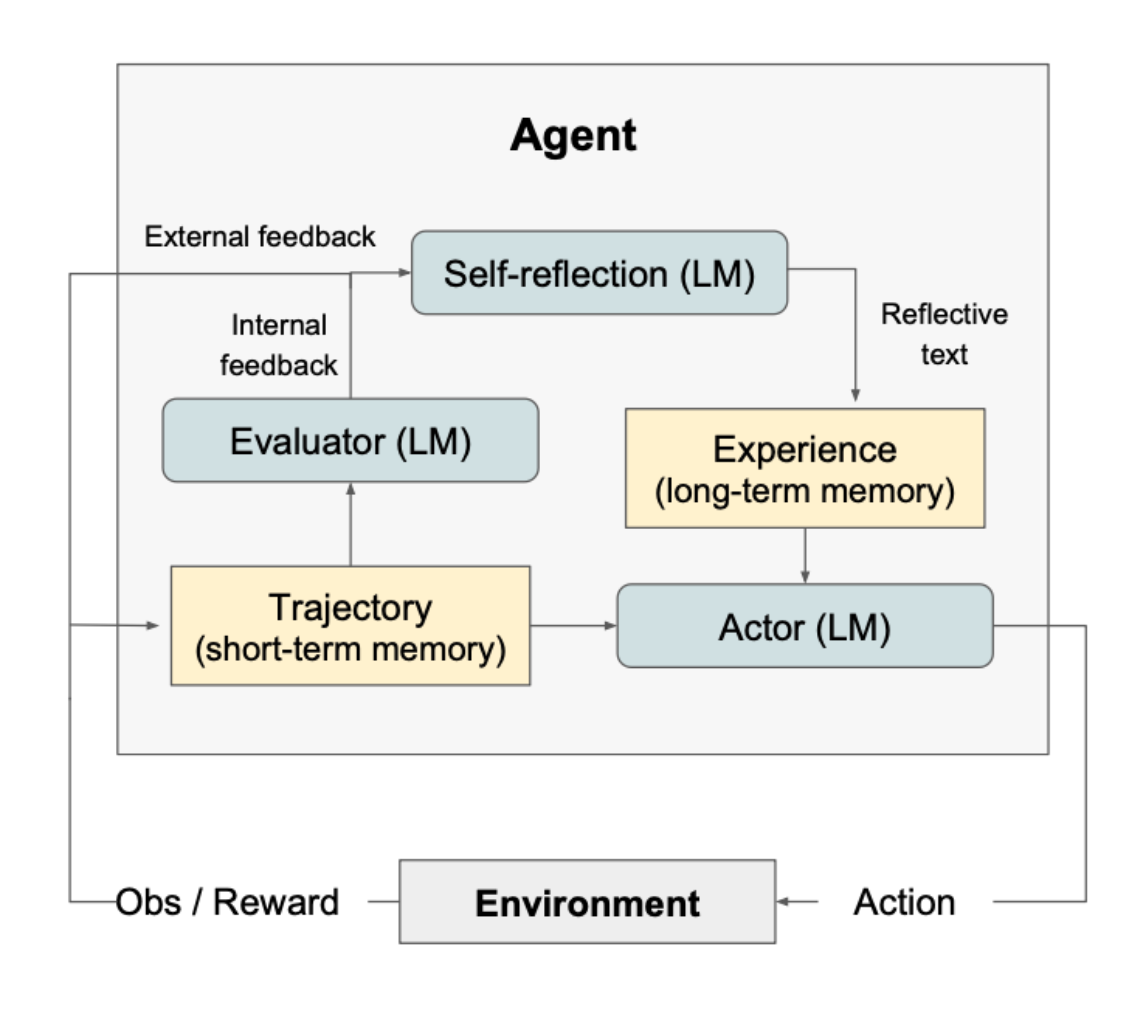 Agent
External feedback
Self-reflection (LM)
Internal
feedback
Reflective
text
Evaluator (LM)
Experience
(long-term memory)
Trajectory
(short-term memory)
Actor (LM)
Obs / Reward
Environment
Action